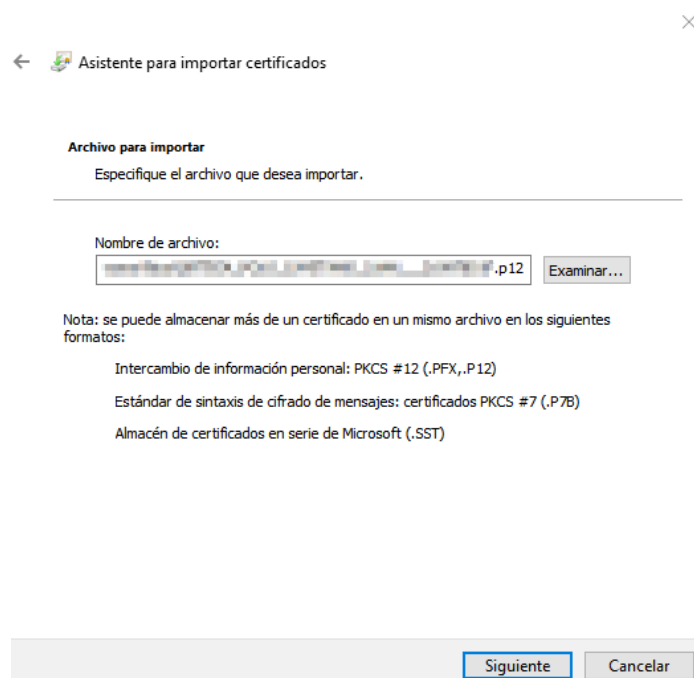 Asistente para importar certificados
Archivo para importar
Especifique el archivo que desea importar.
Nombre de archivo:
.p12
Examinar...
Nota: se puede almacenar más de un certificado en un mismo archivo en los siguientes
formatos:
Intercambio de información personal: PKCS #12 (.PFX,.P12)
Estándar de sintaxis de cifrado de mensajes: certificados PKCS #7 (.P7B)
Almacén de certificados en serie de Microsoft (.SST)
Siguiente
Cancelar